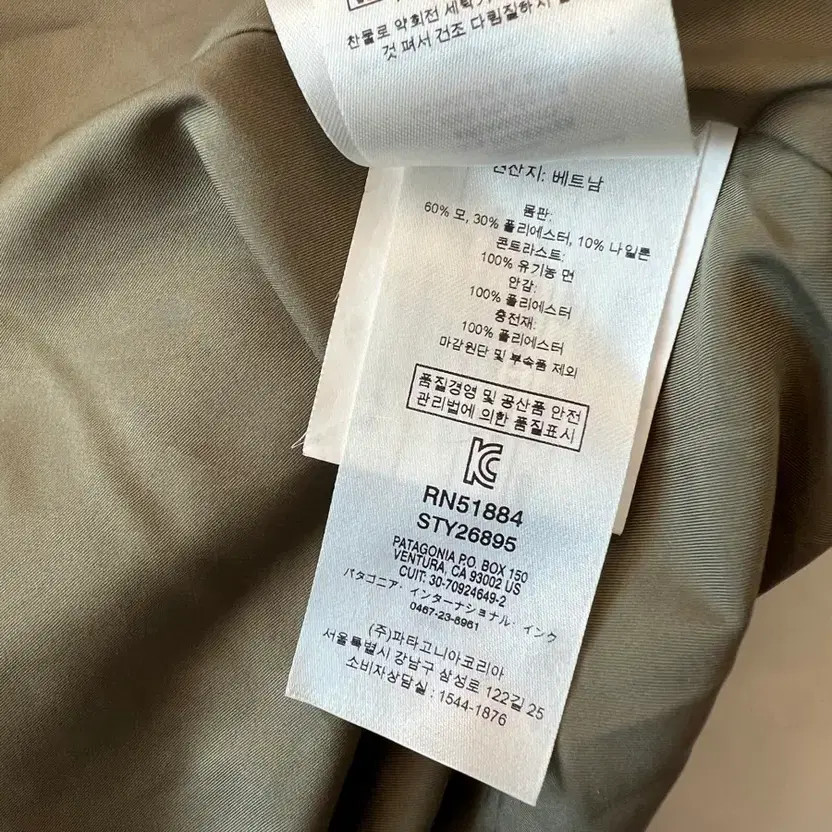 찬물로 약회전 세탁
것 펴서 건조 다림질하시
원산지: 베트남
몸판:
60% 모, 30% 폴리에스터, 10% 나일론
콘트라스트:
100% 유기농 면
안감:
100% 폴리에스터
충전재:
100% 폴리에스터
마감원단 및 부속품 제외
품질경영 및 공산품 안전
관리법에 의한 품질표시
RN51884
STY26895
PATAGONIA P.O. BOX 150
VENTURA, CA 93002 US
CUIT: 30-70924649-2
パタゴニア・インターナショナル・インク
0467-23-8961
(주)파타고니아코리아
서울특별시 강남구 삼성로 122길 25
소비자상담실 : 1544-1876